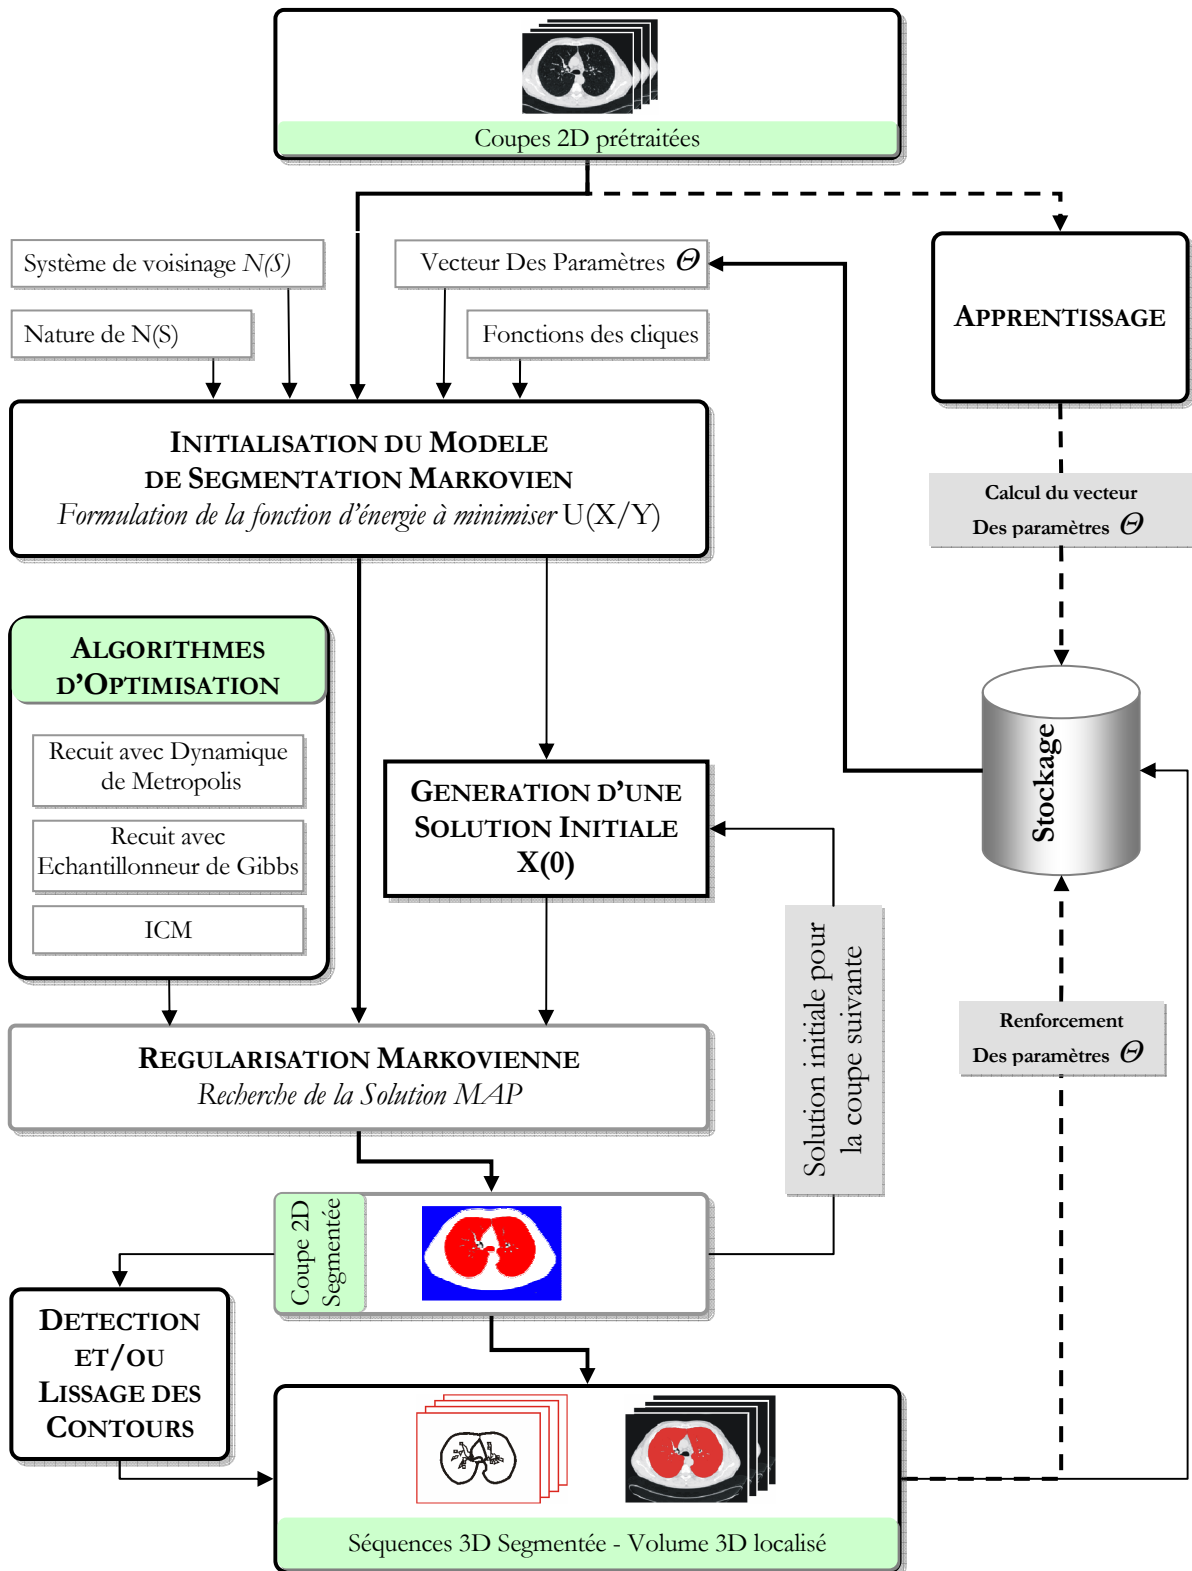 Coupes 2D prétraitées
Système de voisinage N(S)
Vecteur Des Paramètres Θ
Nature de N(S)
Fonctions des cliques
APPRENTISSAGE
INITIALISATION DU MODELE
DE SEGMENTATION MARKOVIEN
Formulation de la fonction d'énergie à minimiser U(X/Y)
Calcul du vecteur
Des paramètres Θ
ALGORITHMES
D'OPTIMISATION
Recuit avec Dynamique
de Metropolis
Recuit avec
Echantillonneur de Gibbs
ICM
GENERATION D'UNE
SOLUTION INITIALE
X(0)
Stockage
Solution initiale pour
la coupe suivante
Renforcement
Des paramètres Θ
REGULARISATION MARKOVIENNE
Recherche de la Solution MAP
Coupe 2D
Segmentée
DETECTION
ET/OU
LISSAGE DES
CONTOURS
Séquences 3D Segmentée - Volume 3D localisé